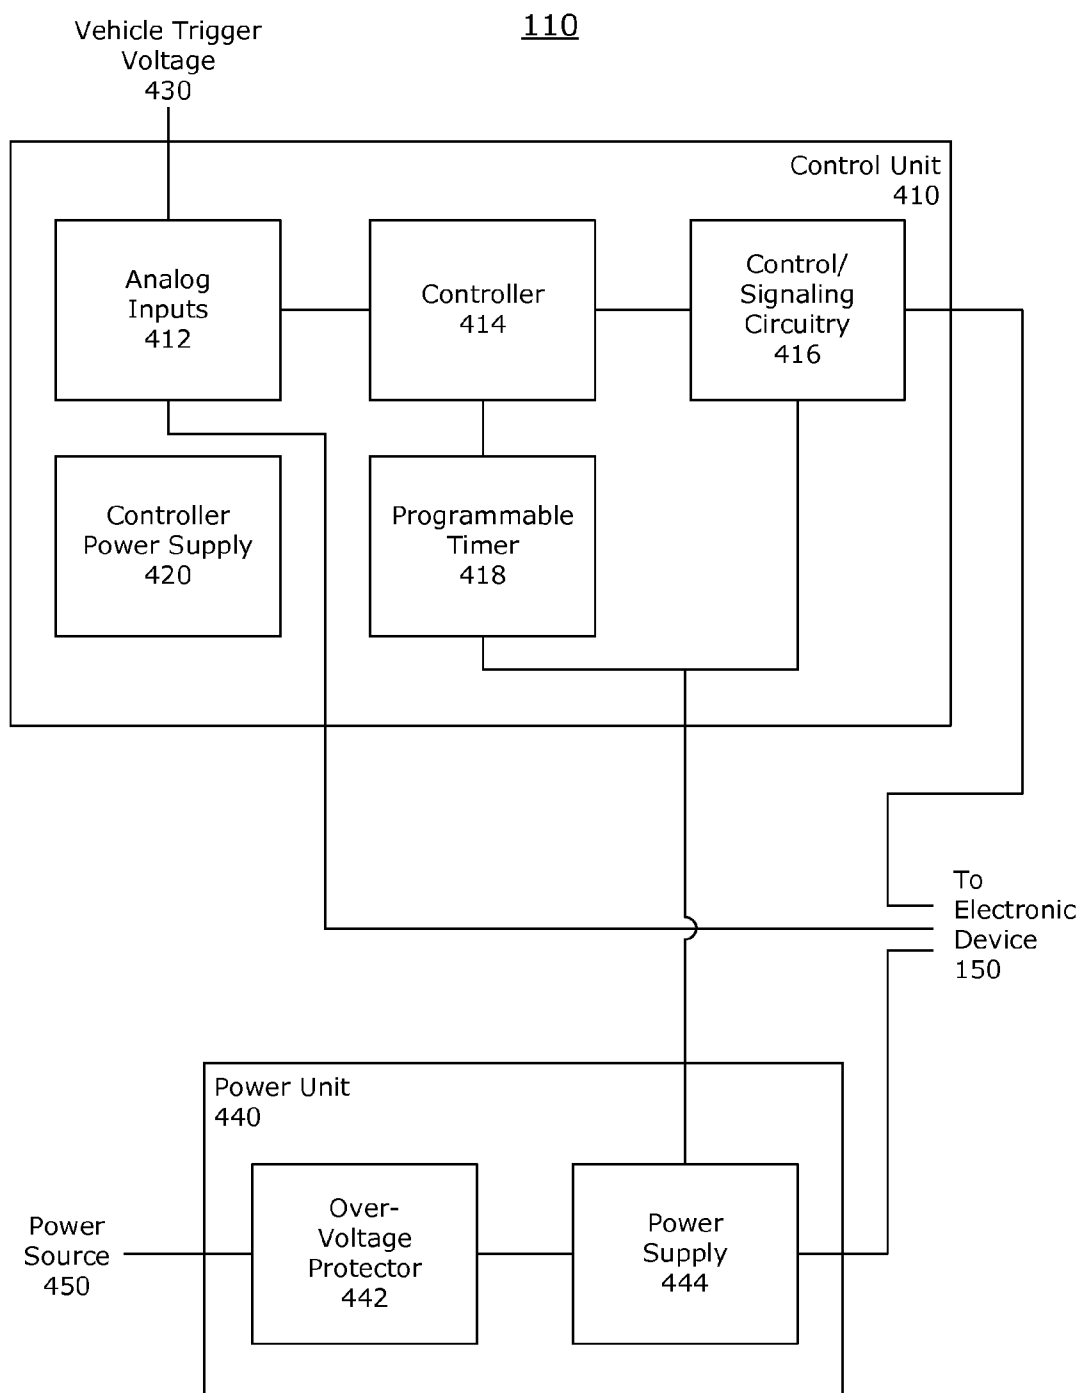 110
Vehicle Trigger
Voltage
430
Control Unit
410
Analog
Inputs
412
Controller
414
Control/
Signaling
Circuitry
416
Controller
Power Supply
420
Programmable
Timer
418
To
Electronic
Device
150
Power Unit
440
Power
Source
450
Over-
Voltage
Protector
442
Power
Supply
444